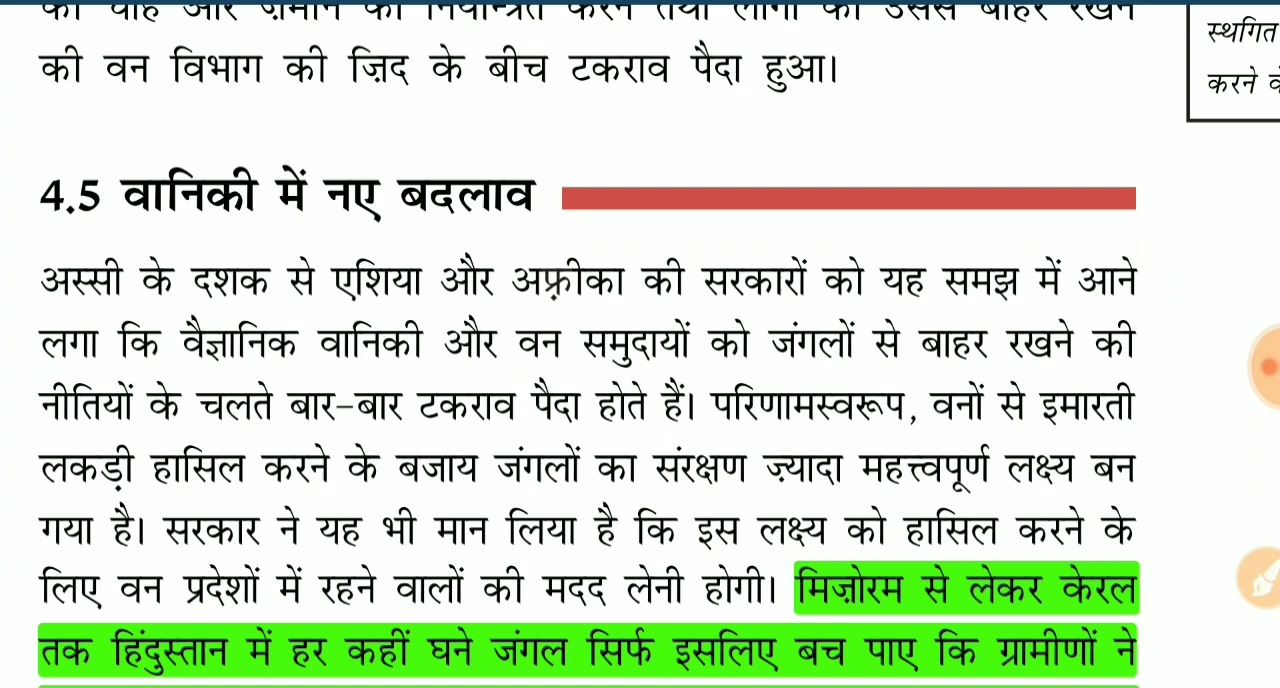 की वन विभाग की ज़िद के बीच टकराव पैदा हुआ।
स्थगित
करने
4.5 वानिकी में नए बदलाव
अस्सी के दशक से एशिया और अफ़्रीका की सरकारों को यह समझ में आने
लगा कि वैज्ञानिक वानिकी और वन समुदायों को जंगलों से बाहर रखने की
नीतियों के चलते बार-बार टकराव पैदा होते हैं। परिणामस्वरूप, वनों से इमारती
लकड़ी हासिल करने के बजाय जंगलों का संरक्षण ज़्यादा महत्त्वपूर्ण लक्ष्य बन
गया है। सरकार ने यह भी मान लिया है कि इस लक्ष्य को हासिल करने के
लिए वन प्रदेशों में रहने वालों की मदद लेनी होगी। मिज़ोरम से लेकर केरल
तक हिंदुस्तान में हर कहीं घने जंगल सिर्फ इसलिए बच पाए कि ग्रामीणों ने